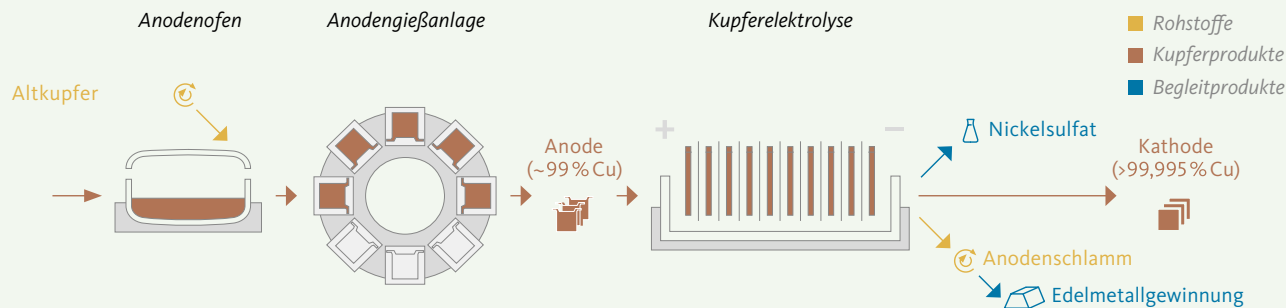 Anodenofen
Anodengießanlage
Kupferelektrolyse
Rohstoffe
Kupferprodukte
Begleitprodukte
Altkupfer
+
−
Anode
(~99 % Cu)
Nickelsulfat
Kathode
(>99,995 % Cu)
Anodenschlamm
Edelmetallgewinnung